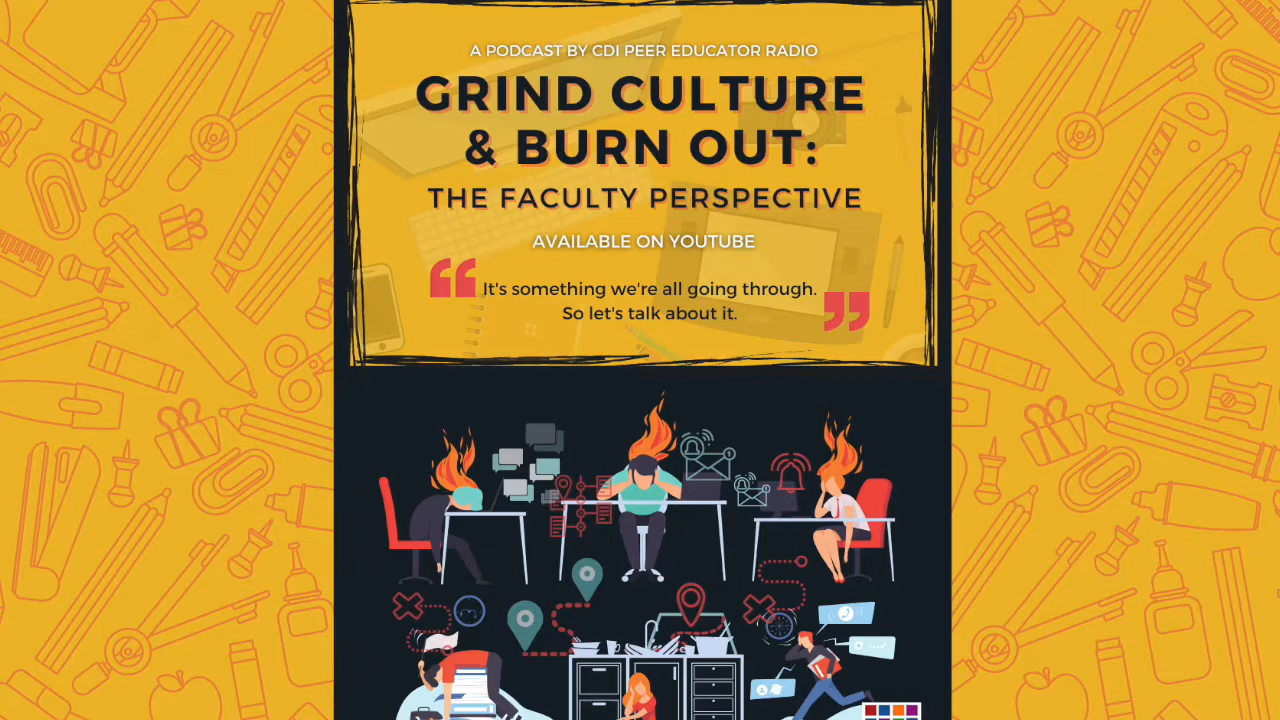 A PODCAST BY CDI PEER EDUCATOR RADIO
GRIND CULTURE
& BURN OUT:
THE FACULTY PERSPECTIVE
AVAILABLE ON YOUTUBE
“It's something we're all going through.
So let's talk about it.”